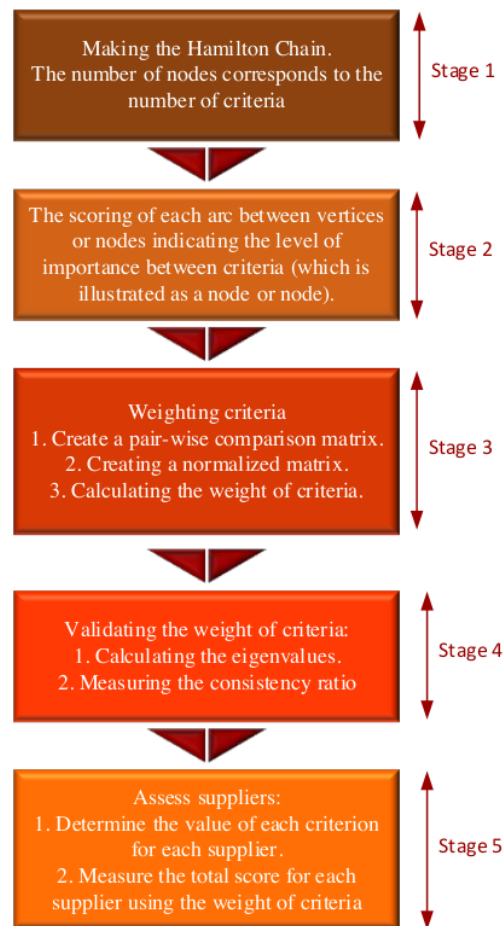 Making the Hamilton Chain.
The number of nodes corresponds to the
number of criteria
Stage 1
The scoring of each arc between vertices
or nodes indicating the level of
importance between criteria (which is
illustrated as a node or node).
Stage 2
Weighting criteria
1. Create a pair-wise comparison matrix.
2. Creating a normalized matrix.
3. Calculating the weight of criteria.
Stage 3
Validating the weight of criteria:
1. Calculating the eigenvalues.
2. Measuring the consistency ratio
Stage 4
Assess suppliers:
1. Determine the value of each criterion
for each supplier.
2. Measure the total score for each
supplier using the weight of criteria
Stage 5